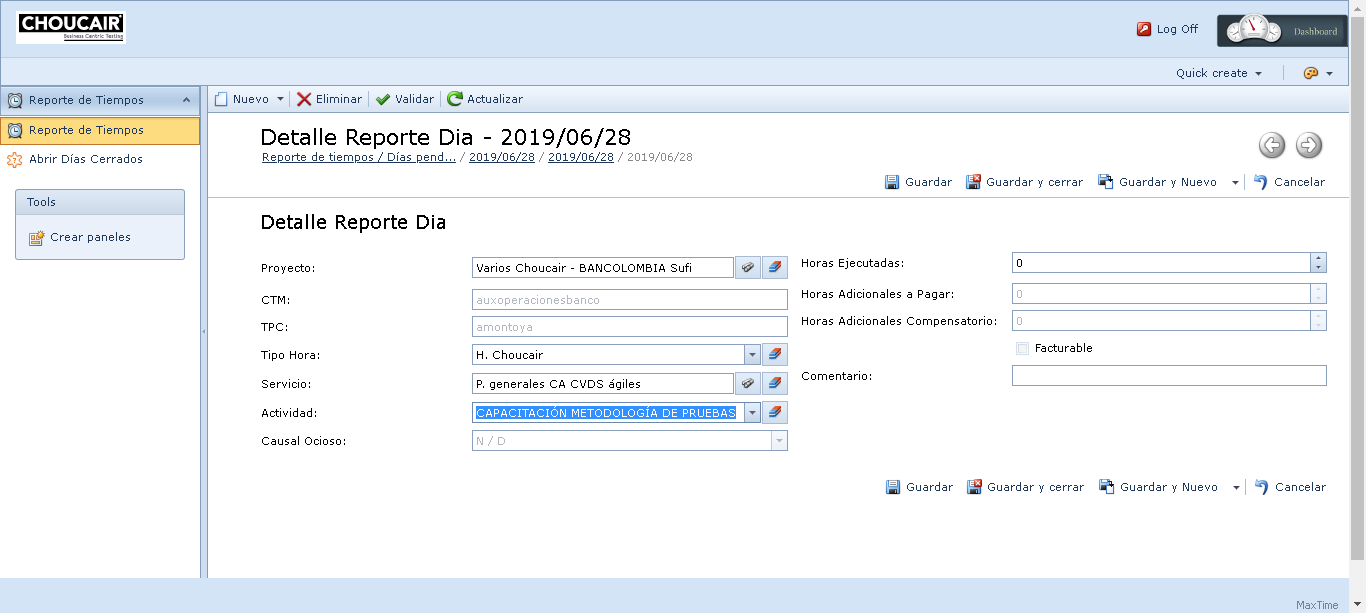 CHOUCAIR
Business Centric Testing
Log Off
Dashboard
Quick create
Reporte de Tiempos
Nuevo
Eliminar
Validar
Actualizar
Reporte de Tiempos
Abrir Días Cerrados
Tools
Crear paneles
Detalle Reporte Dia - 2019/06/28
Reporte de tiempos / Días pend... / 2019/06/28 / 2019/06/28 / 2019/06/28
Guardar
Guardar y cerrar
Guardar y Nuevo
Cancelar
Detalle Reporte Dia
Proyecto: Varios Choucair - BANCOLOMBIA Sufi
CTM: auxoperacionesbanco
TPC: amontoya
Tipo Hora: H. Choucair
Servicio: P. generales CA CVDS ágiles
Actividad: CAPACITACIÓN METODOLOGÍA DE PRUEBAS
Causal Ocioso: N / D
Horas Ejecutadas: 0
Horas Adicionales a Pagar: 0
Horas Adicionales Compensatorio: 0
Facturable
Comentario:
Guardar
Guardar y cerrar
Guardar y Nuevo
Cancelar
MaxTime